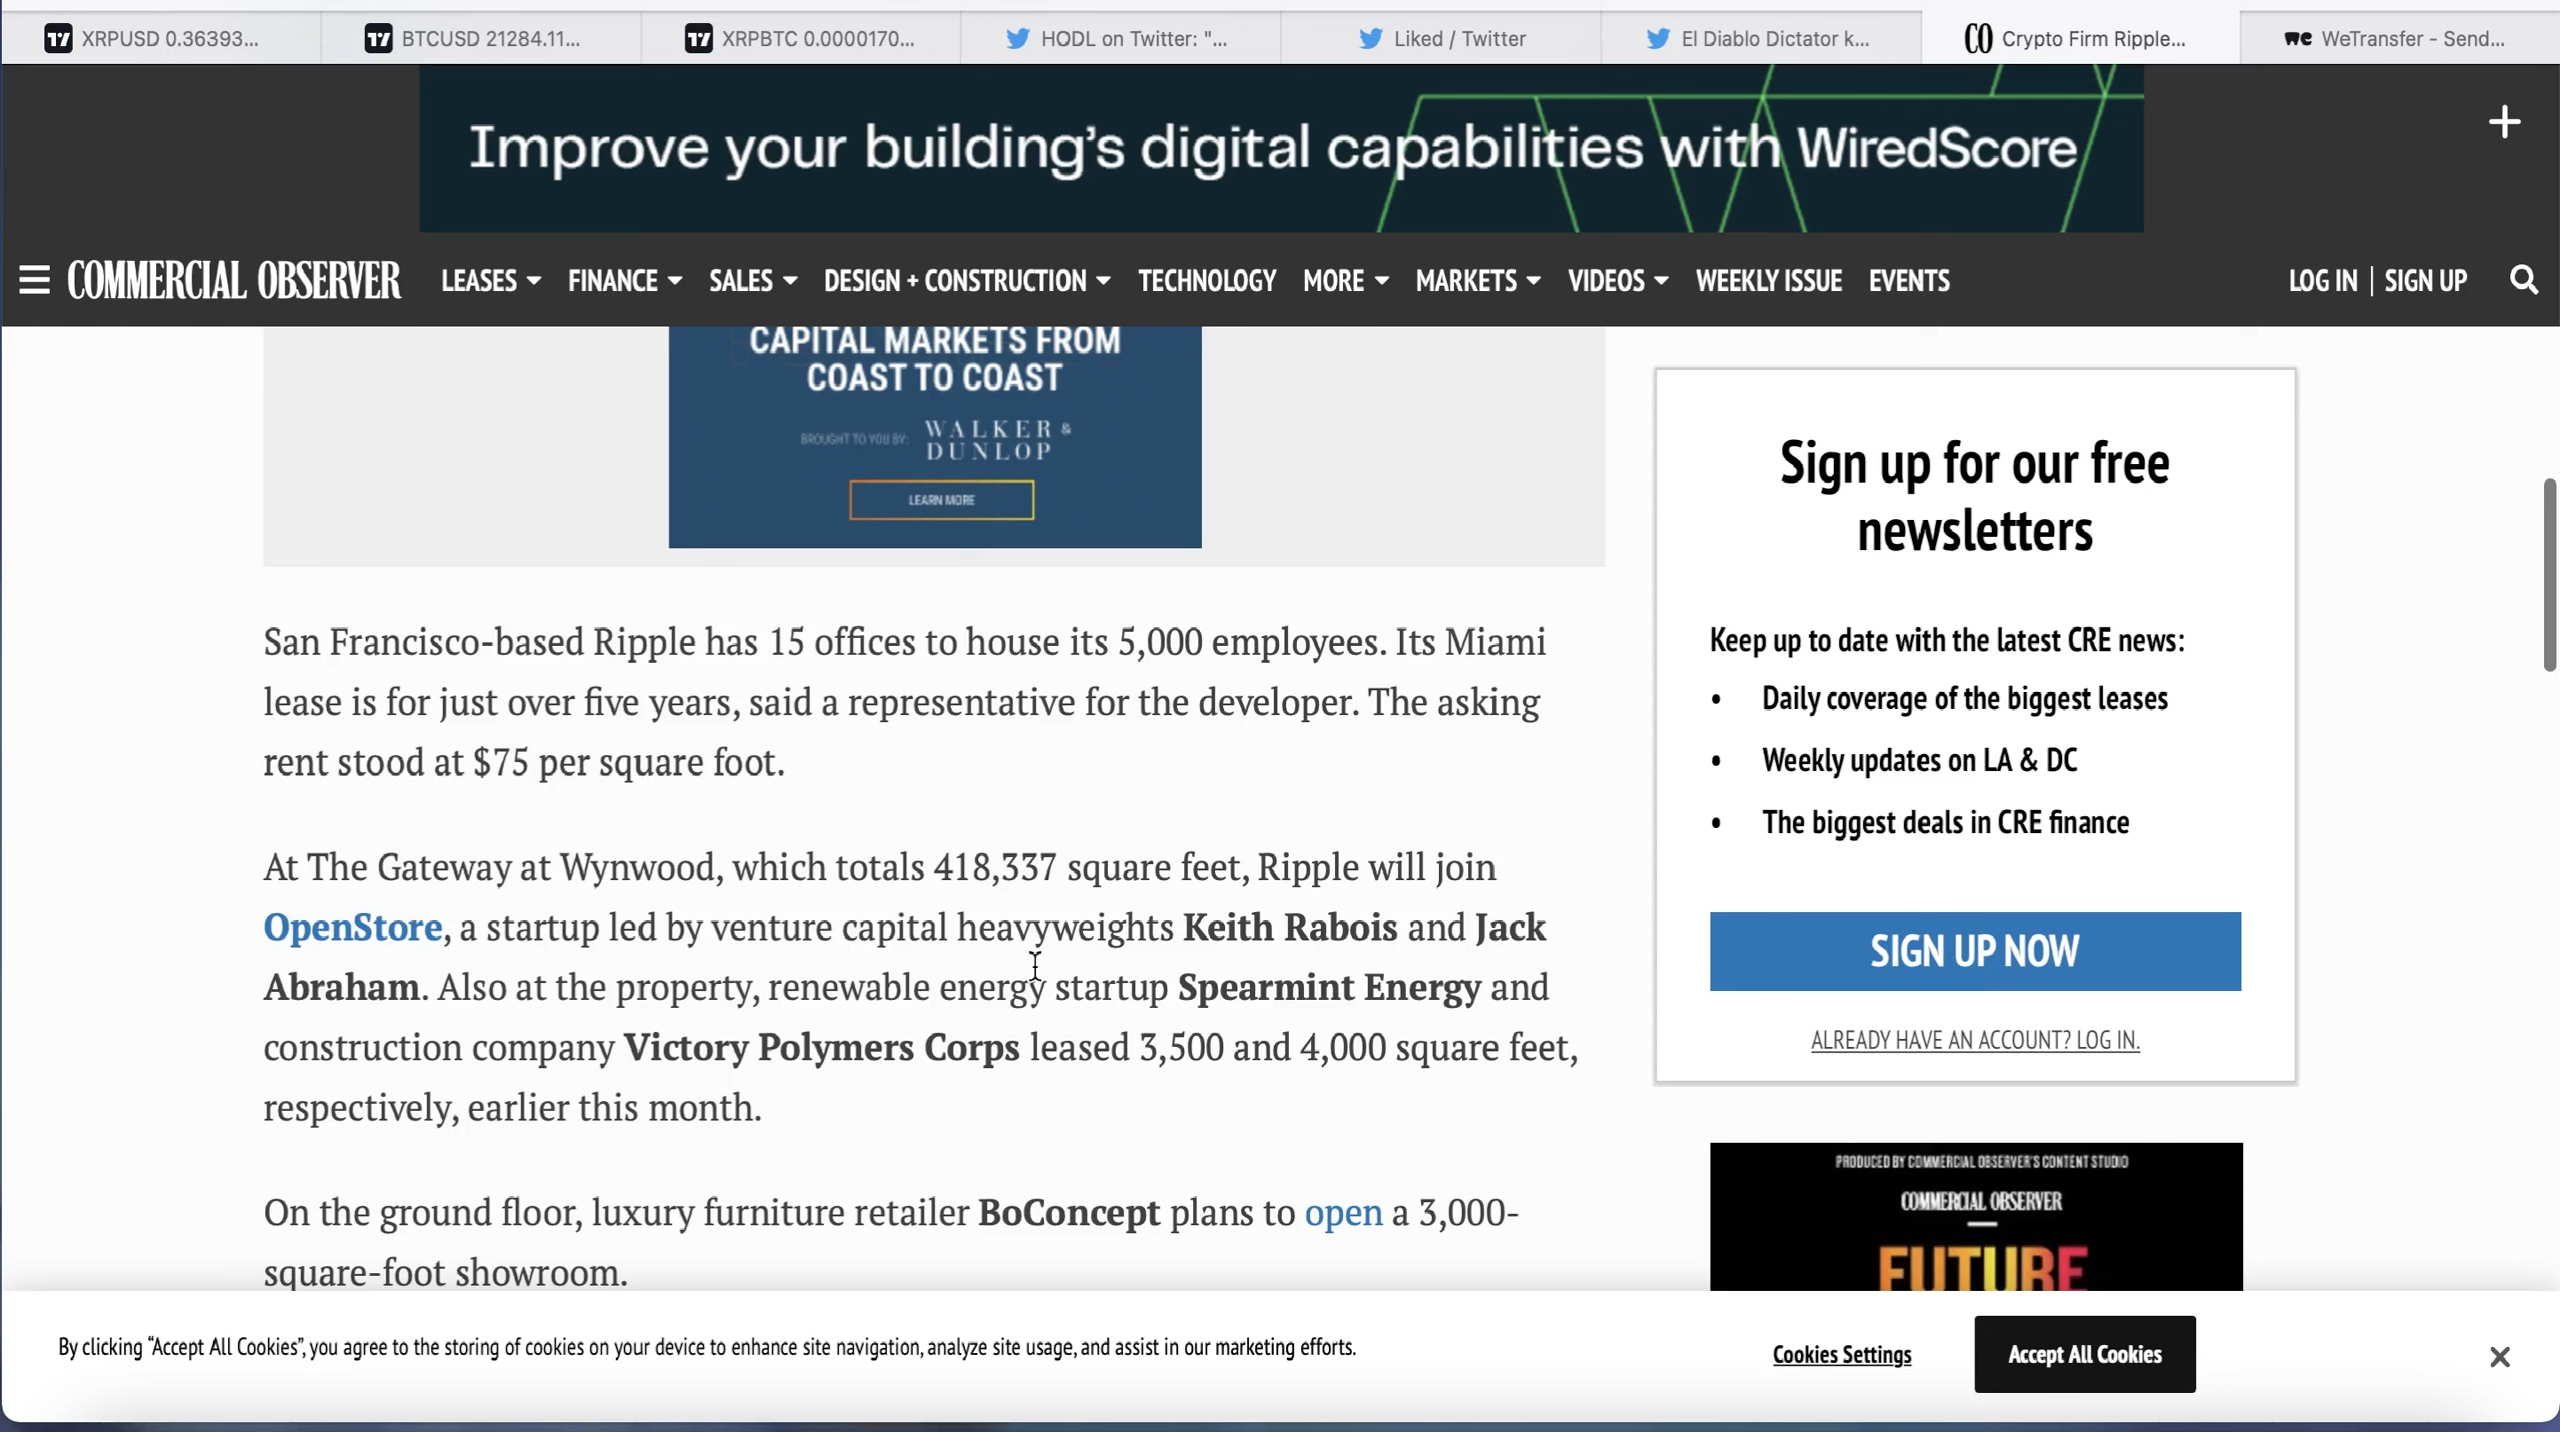 XRPUSD 0.36393...
BTCUSD 21284.11...
XRPBTC 0.0000170...
HODL on Twitter: "...
Liked / Twitter
El Diablo Dictator k...
CO Crypto Firm Ripple...
we WeTransfer - Send...
Improve your building's digital capabilities with WiredScore
COMMERCIAL OBSERVER
LEASES
FINANCE
SALES
DESIGN + CONSTRUCTION
TECHNOLOGY
MORE
MARKETS
VIDEOS
WEEKLY ISSUE
EVENTS
LOG IN | SIGN UP
CAPITAL MARKETS FROM
COAST TO COAST
BROUGHT TO YOU BY:
WALKER &
DUNLOP
LEARN MORE
San Francisco-based Ripple has 15 offices to house its 5,000 employees. Its Miami
lease is for just over five years, said a representative for the developer. The asking
rent stood at $75 per square foot.
At The Gateway at Wynwood, which totals 418,337 square feet, Ripple will join
OpenStore, a startup led by venture capital heavyweights Keith Rabois and Jack
Abraham. Also at the property, renewable energy startup Spearmint Energy and
construction company Victory Polymers Corps leased 3,500 and 4,000 square feet,
respectively, earlier this month.
On the ground floor, luxury furniture retailer BoConcept plans to open a 3,000-
square-foot showroom.
Sign up for our free
newsletters
Keep up to date with the latest CRE news:
• Daily coverage of the biggest leases
• Weekly updates on LA & DC
• The biggest deals in CRE finance
SIGN UP NOW
ALREADY HAVE AN ACCOUNT? LOG IN.
PRODUCED BY COMMERCIAL OBSERVER'S CONTENT STUDIO
COMMERCIAL OBSERVER
FUTURE
By clicking “Accept All Cookies”, you agree to the storing of cookies on your device to enhance site navigation, analyze site usage, and assist in our marketing efforts.
Cookies Settings
Accept All Cookies